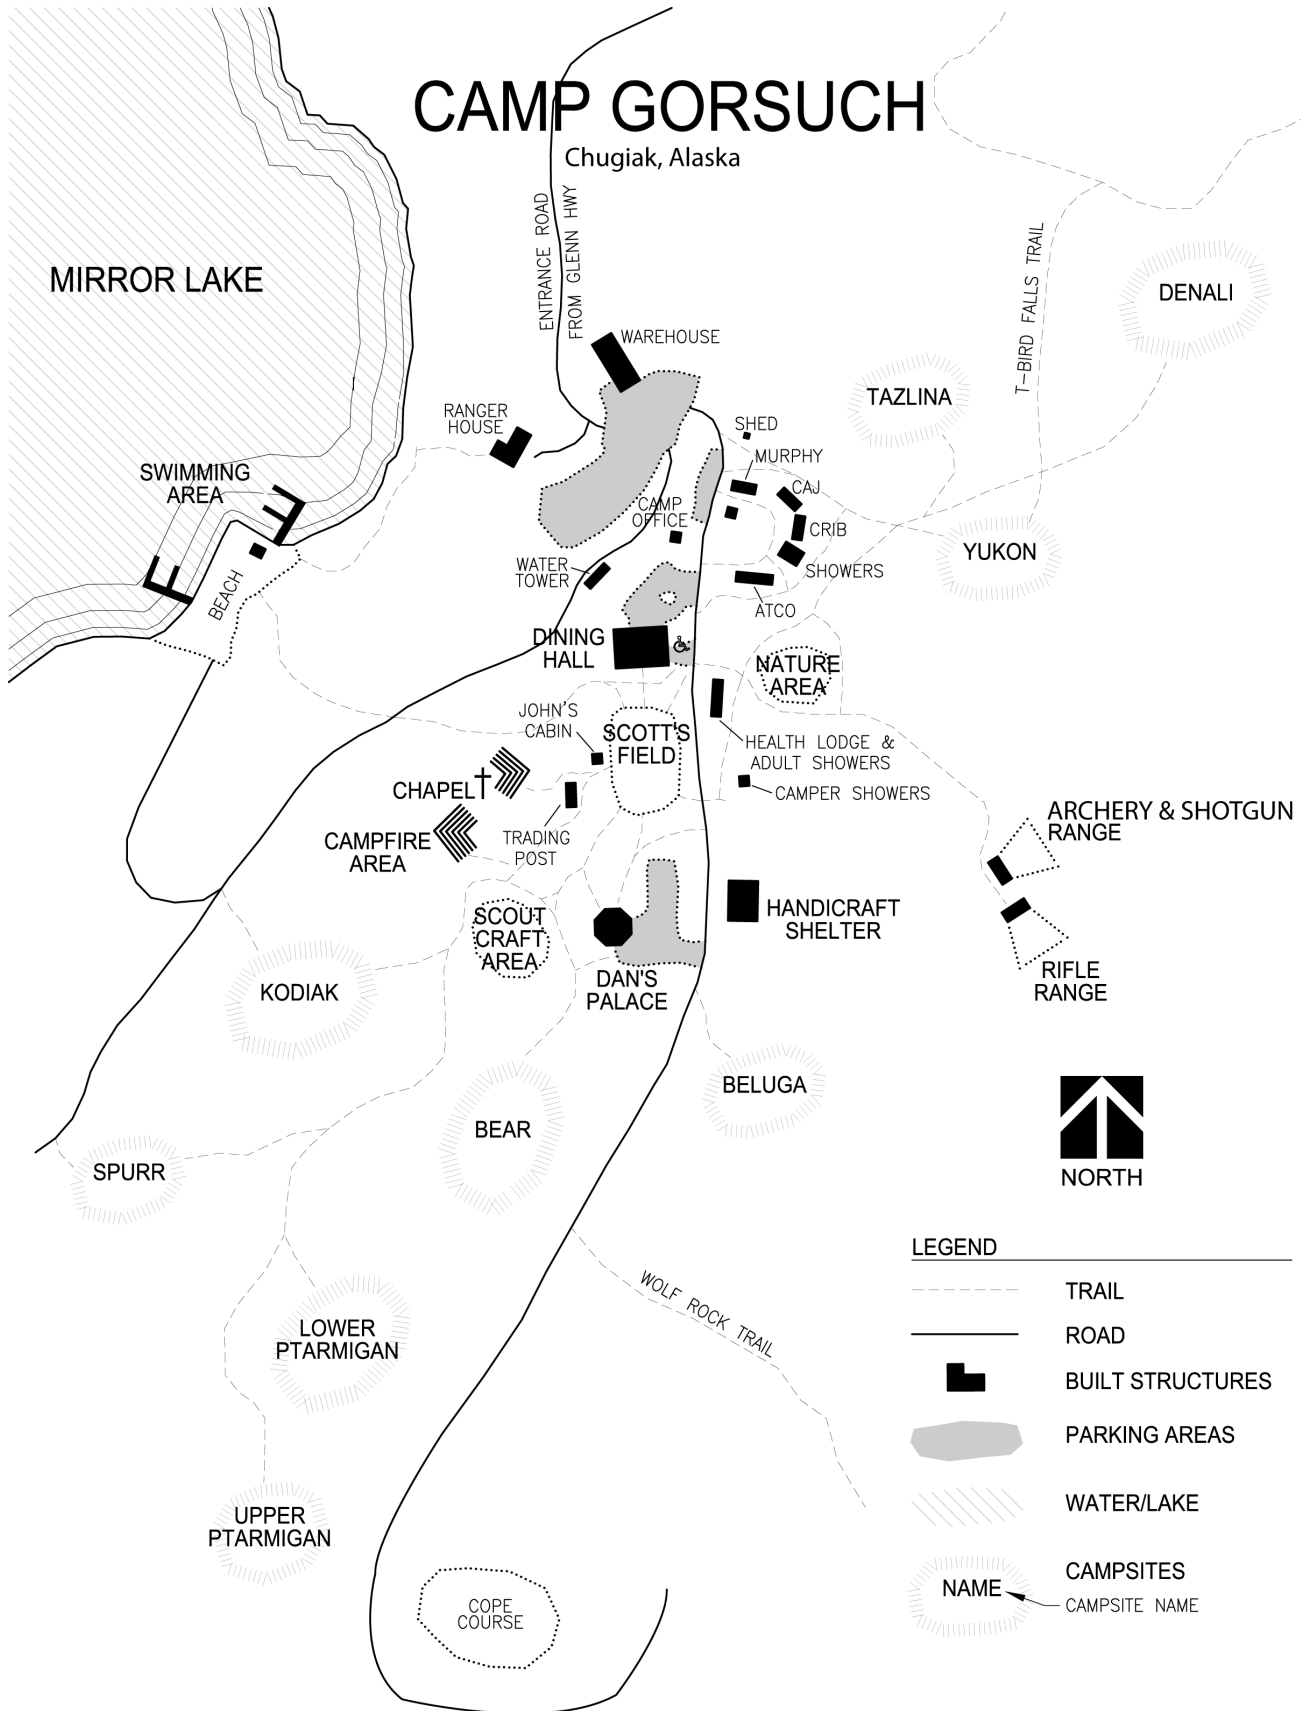 CAMP GORSUCH
Chugiak, Alaska
ENTRANCE ROAD
FROM GLENN HWY
MIRROR LAKE
T-BIRD FALLS TRAIL
DENALI
WAREHOUSE
TAZLINA
RANGER
HOUSE
SHED
MURPHY
SWIMMING
AREA
CAJ
CAMP
OFFICE
CRIB
YUKON
WATER
TOWER
SHOWERS
BEACH
ATCO
DINING
HALL
NATURE
AREA
JOHN'S
CABIN
SCOTT'S
FIELD
HEALTH LODGE &
ADULT SHOWERS
CHAPEL
CAMPER SHOWERS
CAMPFIRE
AREA
TRADING
POST
ARCHERY & SHOTGUN
RANGE
SCOUT
CRAFT
AREA
HANDICRAFT
SHELTER
DAN'S
PALACE
RIFLE
RANGE
KODIAK
BELUGA
BEAR
SPURR
NORTH
WOLF ROCK TRAIL
LOWER
PTARMIGAN
UPPER
PTARMIGAN
COPE
COURSE
LEGEND
TRAIL
ROAD
BUILT STRUCTURES
PARKING AREAS
WATER/LAKE
CAMPSITES
NAME
CAMPSITE NAME